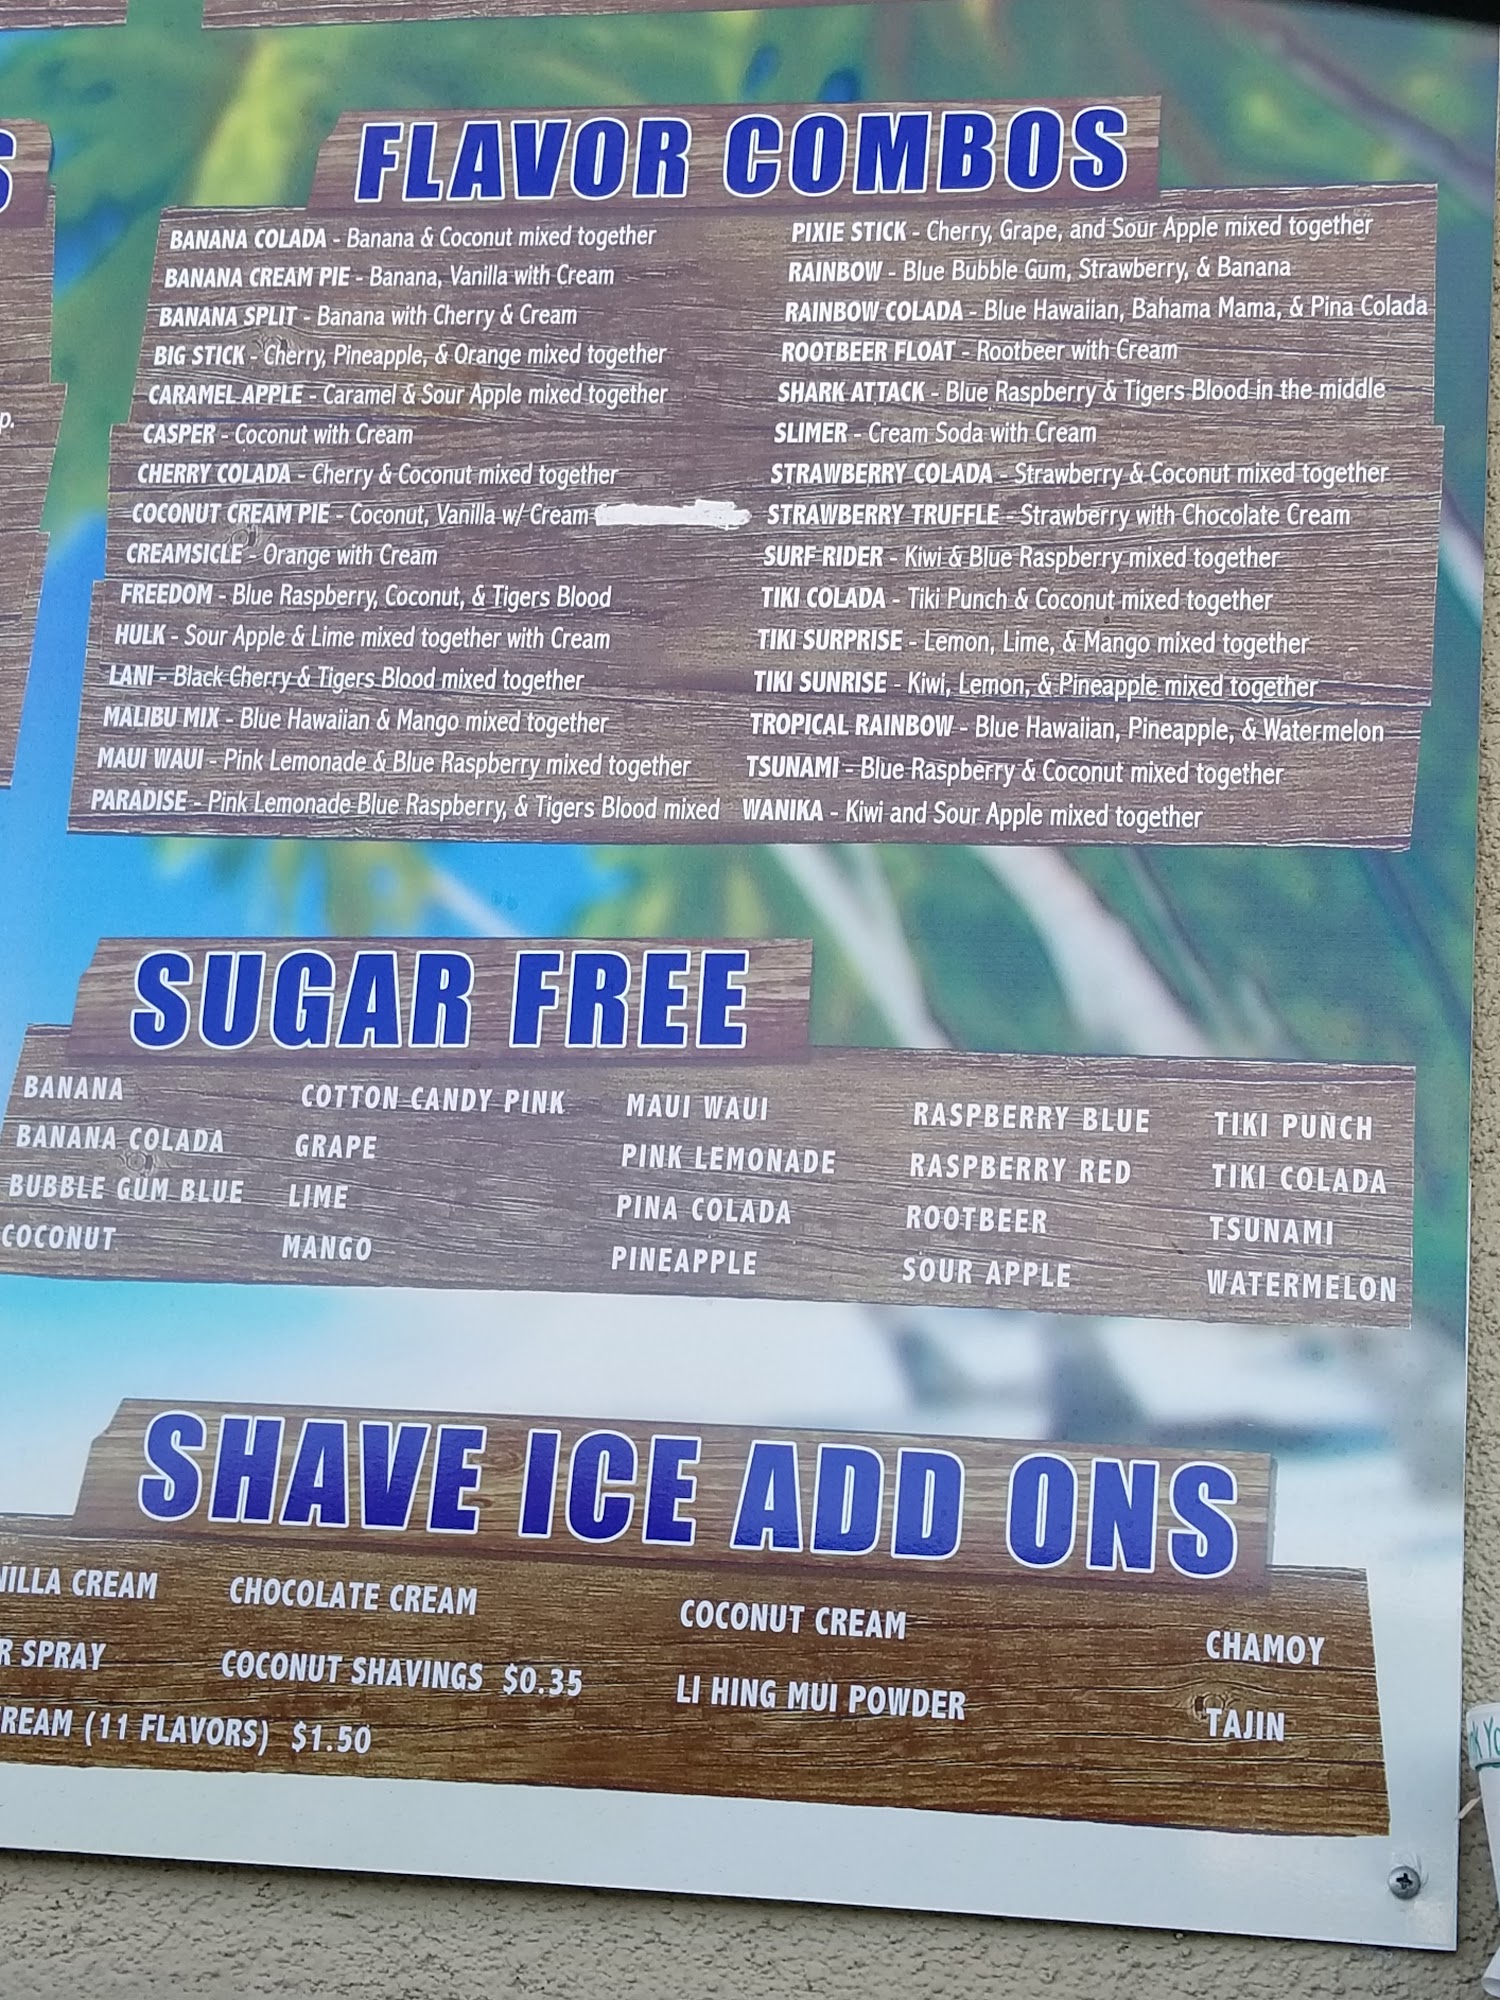 FLAVOR COMBOS
BANANA COLADA - Banana & Coconut mixed together
BANANA CREAM PIE - Banana, Vanilla with Cream
BANANA SPLIT - Banana with Cherry & Cream
BIG STICK - Cherry, Pineapple, & Orange mixed together
CARAMEL APPLE - Caramel & Sour Apple mixed together
CASPER - Coconut with Cream
CHERRY COLADA - Cherry & Coconut mixed together
COCONUT CREAM PIE - Coconut, Vanilla w/ Cream
CREAMSICLE - Orange with Cream
FREEDOM - Blue Raspberry, Coconut, & Tigers Blood
HULK - Sour Apple & Lime mixed together with Cream
LANI - Black Cherry & Tigers Blood mixed together
MALIBU MIX - Blue Hawaiian & Mango mixed together
MAUI WAUI - Pink Lemonade & Blue Raspberry mixed together
PARADISE - Pink Lemonade Blue Raspberry, & Tigers Blood mixed
PIXIE STICK - Cherry, Grape, and Sour Apple mixed together
RAINBOW - Blue Bubble Gum, Strawberry, & Banana
RAINBOW COLADA - Blue Hawaiian, Bahama Mama, & Pina Colada
ROOTBEER FLOAT - Rootbeer with Cream
SHARK ATTACK - Blue Raspberry & Tigers Blood in the middle
SLIMER - Cream Soda with Cream
STRAWBERRY COLADA - Strawberry & Coconut mixed together
STRAWBERRY TRUFFLE - Strawberry with Chocolate Cream
SURF RIDER - Kiwi & Blue Raspberry mixed together
TIKI COLADA - Tiki Punch & Coconut mixed together
TIKI SURPRISE - Lemon, Lime, & Mango mixed together
TIKI SUNRISE - Kiwi, Lemon, & Pineapple mixed together
TROPICAL RAINBOW - Blue Hawaiian, Pineapple, & Watermelon
TSUNAMI - Blue Raspberry & Coconut mixed together
WANIKA - Kiwi and Sour Apple mixed together
SUGAR FREE
BANANA
BANANA COLADA
BUBBLE GUM BLUE
COCONUT
COTTON CANDY PINK
GRAPE
LIME
MANGO
MAUI WAUI
PINK LEMONADE
PINA COLADA
PINEAPPLE
RASPBERRY BLUE
RASPBERRY RED
ROOTBEER
SOUR APPLE
TIKI PUNCH
TIKI COLADA
TSUNAMI
WATERMELON
SHAVE ICE ADD ONS
CREAM
SPRAY
(11 FLAVORS) $1.50
CHOCOLATE CREAM
COCONUT SHAVINGS $0.35
COCONUT CREAM
LI HING MUI POWDER
CHAMOY
TAJIN